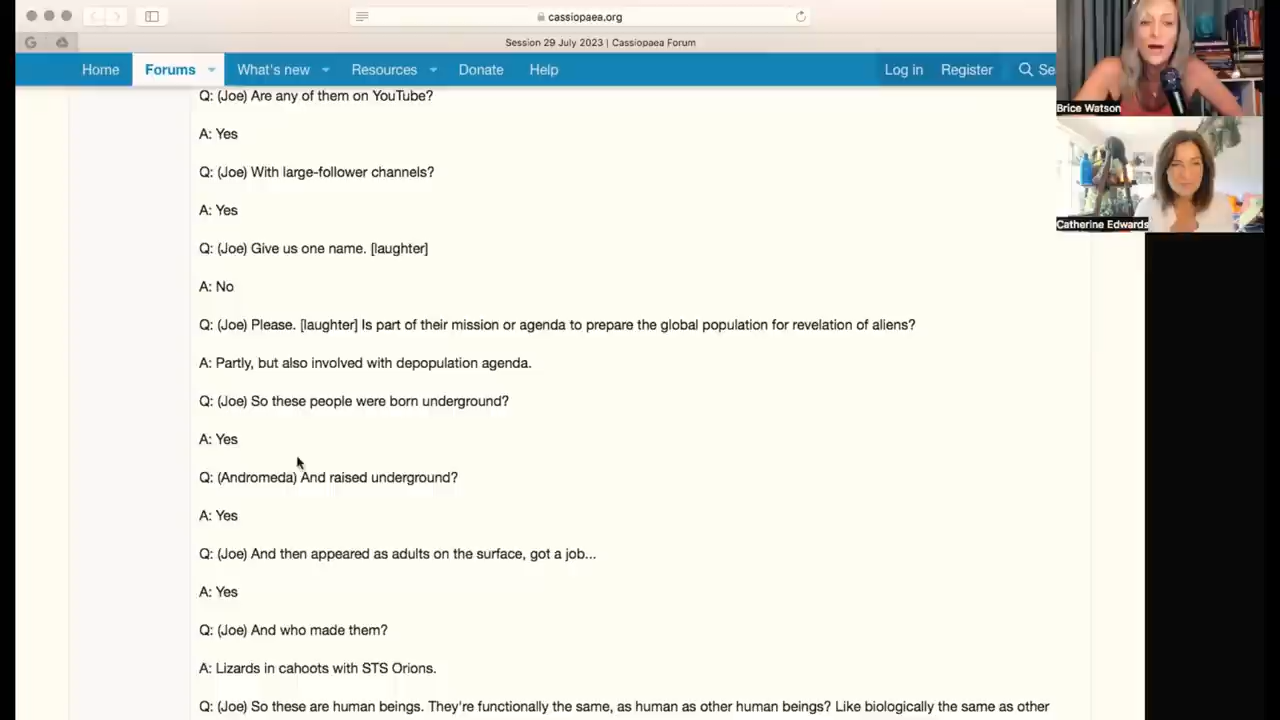 cassiopaea.org
Session 29 July 2023 | Cassiopaea Forum
Home Forums What's new Resources Donate Help Log in Register
Q: (Joe) Are any of them on YouTube?
Brice Watson
A: Yes
Q: (Joe) With large-follower channels?
A: Yes
Catherine Edwards
Q: (Joe) Give us one name. [laughter]
A: No
Q: (Joe) Please. [laughter] Is part of their mission or agenda to prepare the global population for revelation of aliens?
A: Partly, but also involved with depopulation agenda.
Q: (Joe) So these people were born underground?
A: Yes
Q: (Andromeda) And raised underground?
A: Yes
Q: (Joe) And then appeared as adults on the surface, got a job...
A: Yes
Q: (Joe) And who made them?
A: Lizards in cahoots with STS Orions.
Q: (Joe) So these are human beings. They're functionally the same, as human as other human beings? Like biologically the same as other